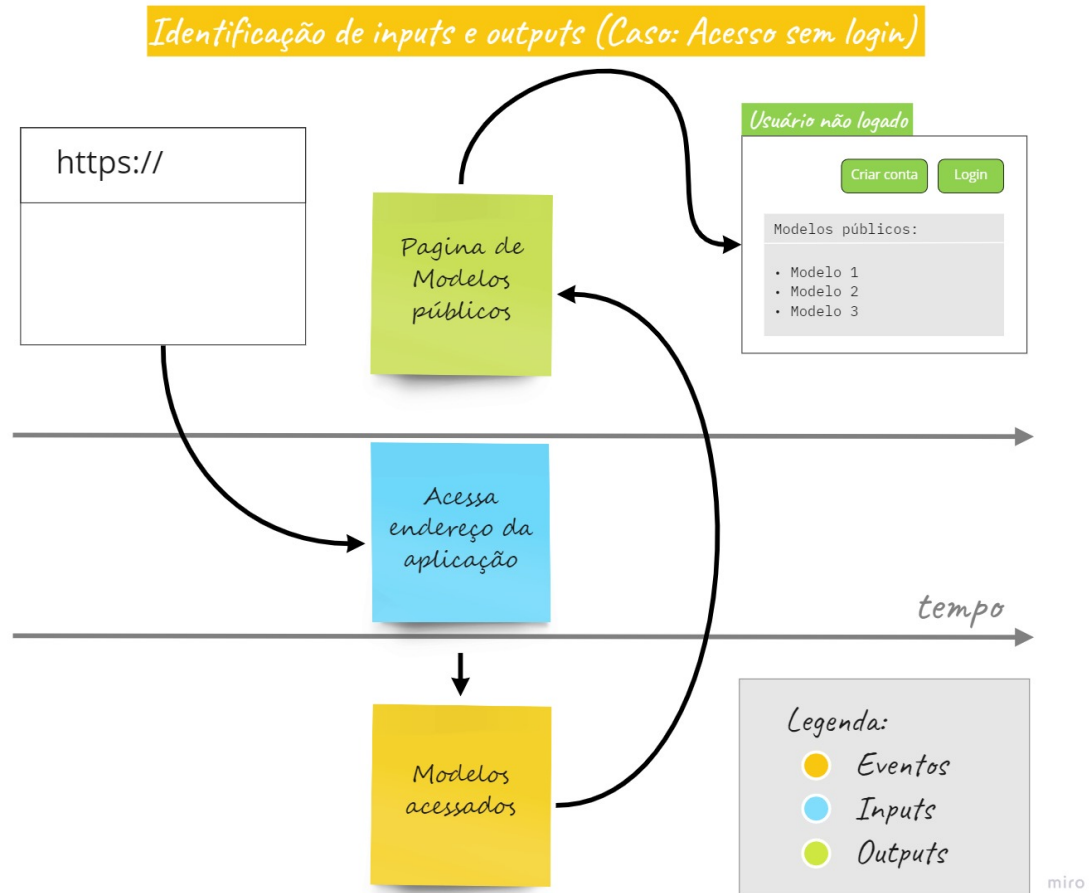 Identificação de inputs e outputs (Caso: Acesso sem login)
https://
Usuário não logado
Criar conta
Login
Modelos públicos:
• Modelo 1
• Modelo 2
• Modelo 3
Pagina de
Modelos
públicos
Acessa
endereço da
aplicação
tempo
Modelos
acessados
Legenda:
Eventos
Inputs
Outputs
miro